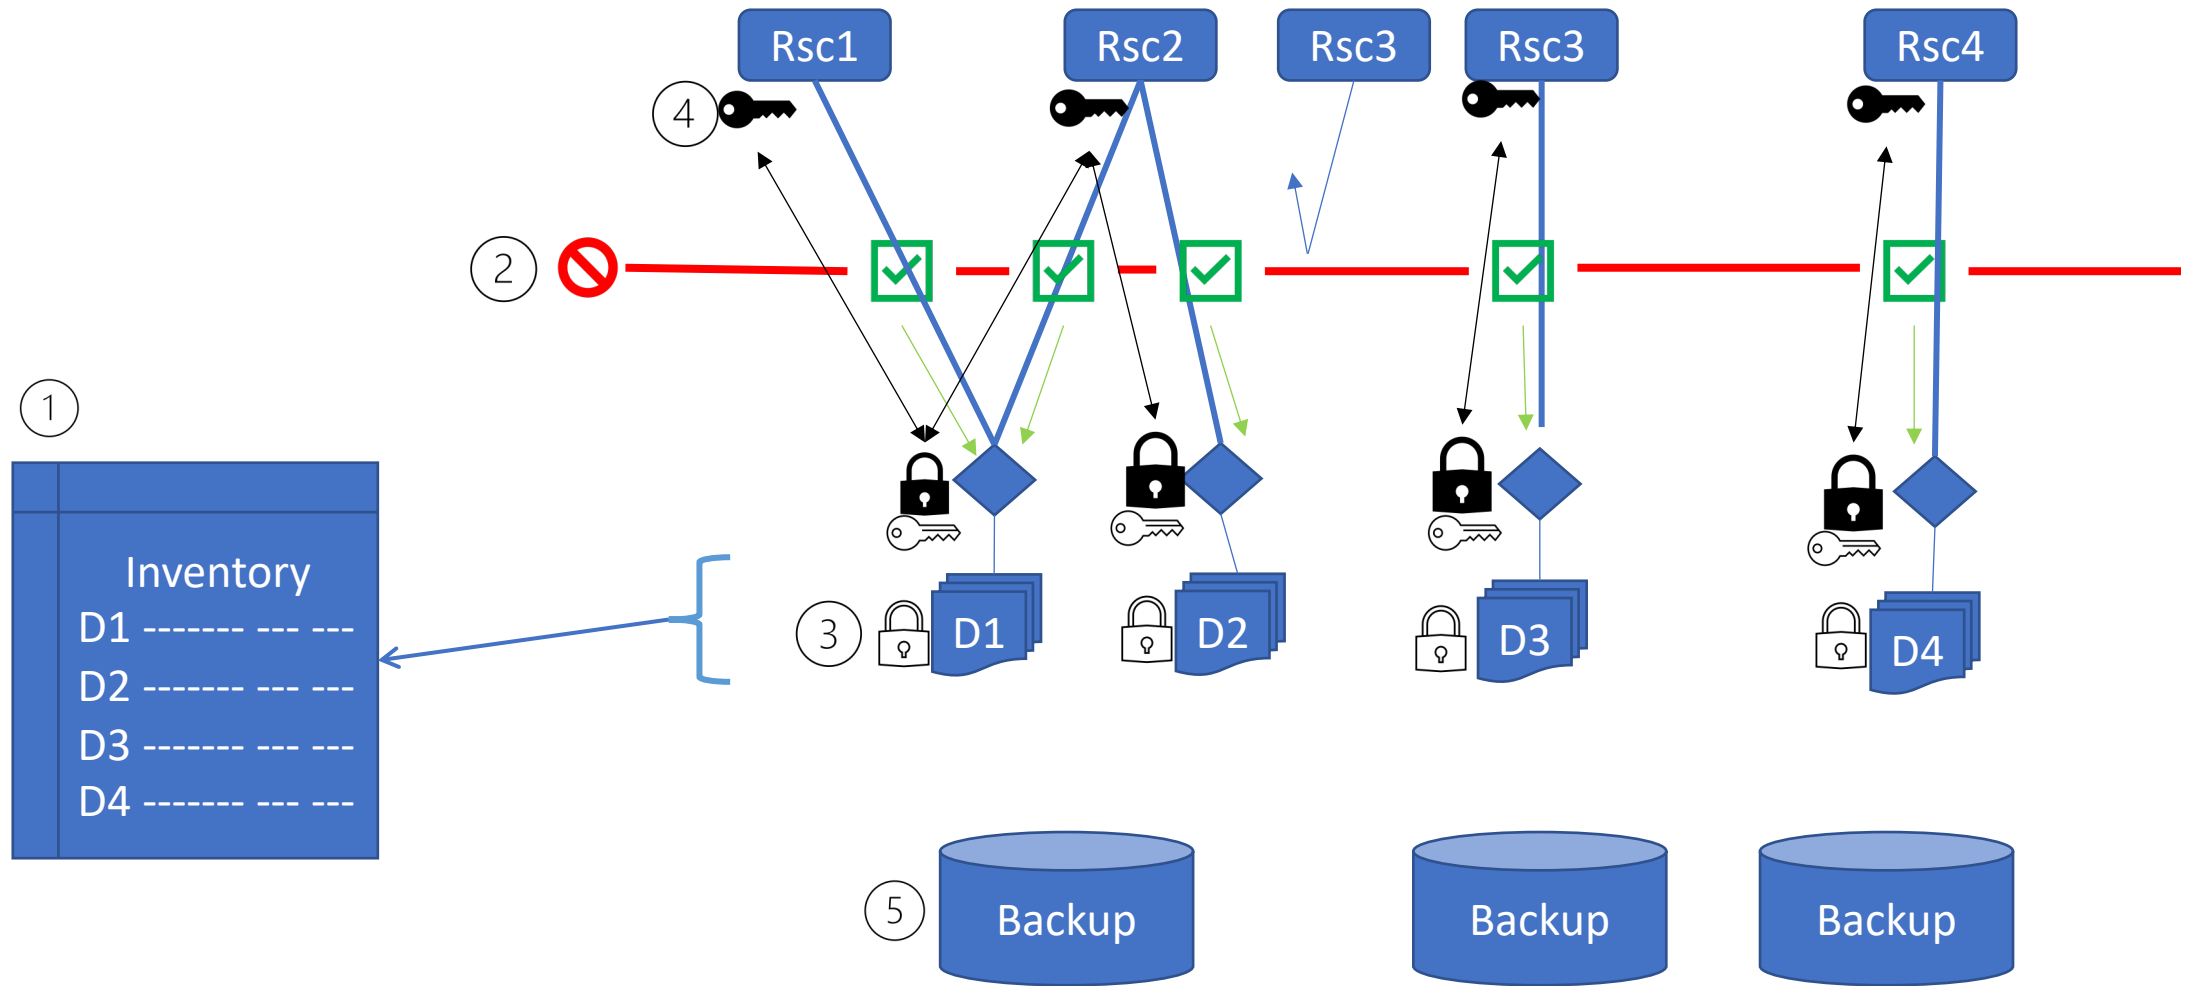 Rsc1
Rsc2
Rsc3
Rsc3
Rsc4
4
2
1
Inventory
D1 ------- --- ---
D2 ------- --- ---
D3 ------- --- ---
D4 ------- --- ---
3
D1
D2
D3
D4
5
Backup
Backup
Backup